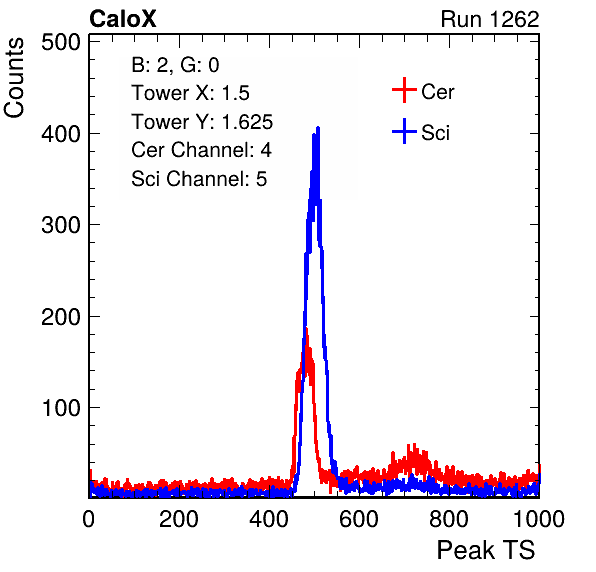 CaloX Run 1262
Counts
500
400
300
200
100
B: 2, G: 0
Tower X: 1.5
Tower Y: 1.625
Cer Channel: 4
Sci Channel: 5
Cer
Sci
0 200 400 600 800 1000
Peak TS